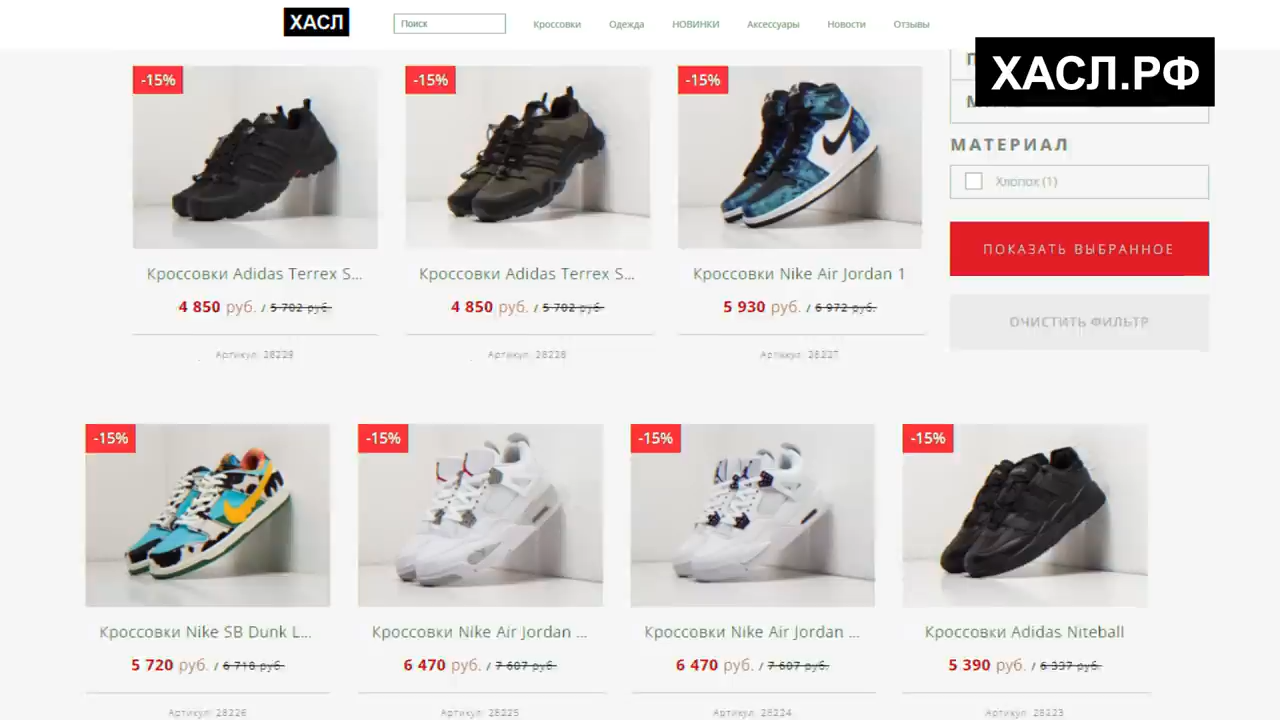 ХАСЛ
Поиск
Кроссовки
Одежда
НОВИНКИ
Аксессуары
Новости
Отзывы
ХАСЛ.РФ
-15%
-15%
-15%
МАТЕРИАЛ
Хлопок (1)
ПОКАЗАТЬ ВЫБРАННОЕ
ОЧИСТИТЬ ФИЛЬТР
Кроссовки Adidas Terrex S...
4 850 руб. / 5 702 руб.
Артикул: 28229
Кроссовки Adidas Terrex S...
4 850 руб. / 5 702 руб.
Артикул: 28228
Кроссовки Nike Air Jordan 1
5 930 руб. / 6 972 руб.
Артикул: 28227
-15%
-15%
-15%
-15%
Кроссовки Nike SB Dunk L...
5 720 руб. / 6 718 руб.
Артикул: 28226
Кроссовки Nike Air Jordan ...
6 470 руб. / 7 607 руб.
Артикул: 28225
Кроссовки Nike Air Jordan ...
6 470 руб. / 7 607 руб.
Артикул: 28224
Кроссовки Adidas Niteball
5 390 руб. / 6 337 руб.
Артикул: 28223